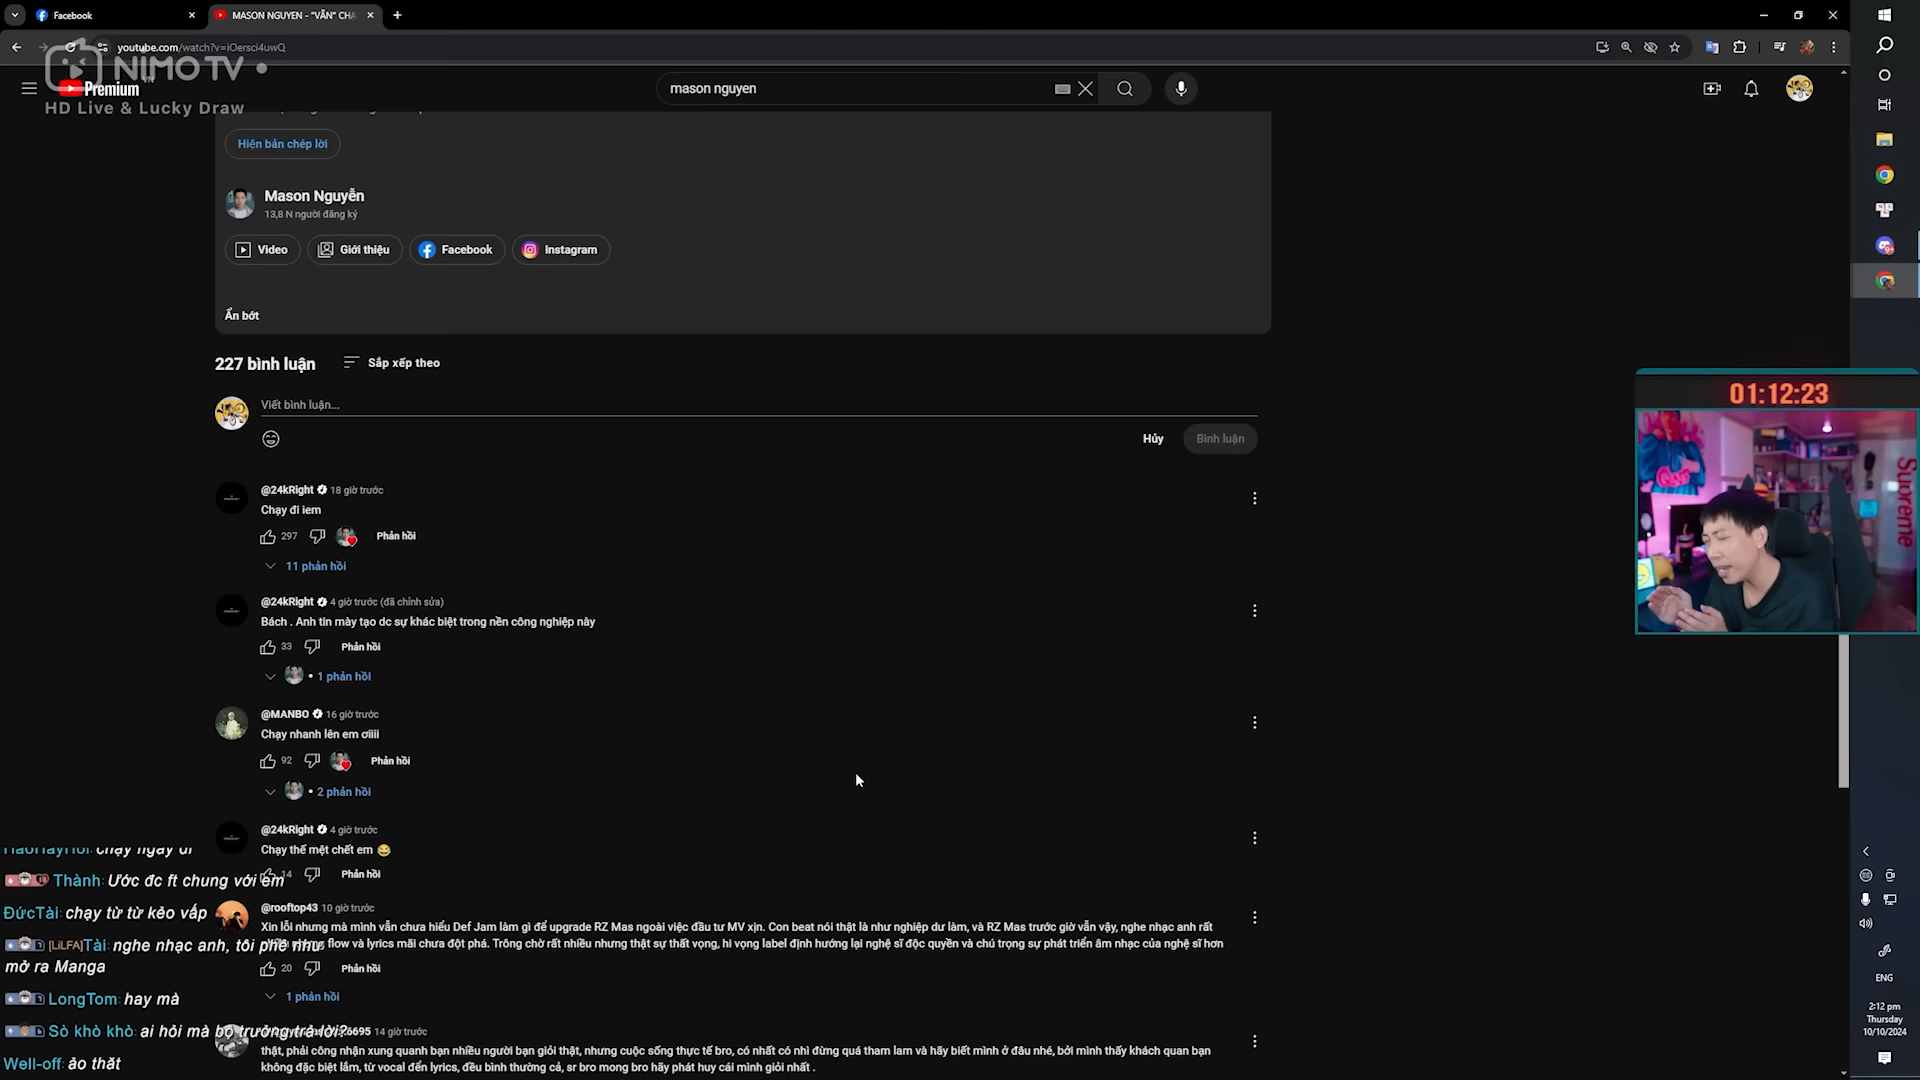 Facebook
MASON NGUYEN - "VẪN" CHẠ
youtube.com/watch?v=iOersci4uwQ
NIMO TV
HD Live & Lucky Draw
Premium
VN
mason nguyen
Hiện bản chép lời
Mason Nguyễn
13,8 N người đăng ký
Video
Giới thiệu
Facebook
Instagram
Ẩn bớt
227 bình luận
Sắp xếp theo
Viết bình luận...
Hủy
Bình luận
@24kRight 18 giờ trước
Chạy đi iem
297
Phản hồi
11 phản hồi
@24kRight 4 giờ trước (đã chỉnh sửa)
Bách . Anh tin mày tạo dc sự khác biệt trong nền công nghiệp này
33
Phản hồi
1 phản hồi
@MANBO 16 giờ trước
Chạy nhanh lên em ơiiii
92
Phản hồi
2 phản hồi
@24kRight 4 giờ trước
Chạy thế mệt chết em 😂
14
Phản hồi
@rooftop43 10 giờ trước
Xin lỗi nhưng mà mình vẫn chưa hiểu Def Jam làm gì để upgrade RZ Mas ngoài việc đầu tư MV xịn. Con beat nói thật là như nghiệp dư làm, và RZ Mas trước giờ vẫn vậy, nghe nhạc anh rất
flow và lyrics mãi chưa đột phá. Trông chờ rất nhiều nhưng thật sự thất vọng, hi vọng label định hướng lại nghệ sĩ độc quyền và chú trọng sự phát triển âm nhạc của nghệ sĩ hơn
20
Phản hồi
1 phản hồi
6695 14 giờ trước
thật, phải công nhận xung quanh bạn nhiều người bạn giỏi thật, nhưng cuộc sống thực tế bro, có nhất có nhì đừng quá tham lam và hãy biết mình ở đâu nhé, bởi mình thấy khách quan bạn
không đặc biệt lắm, từ vocal đến lyrics, đều bình thường cả, sr bro mong bro hãy phát huy cái mình giỏi nhất .
chạy ngay đi
Thành: Ước đc ft chung với em
ĐứcTài: chạy từ từ kẻo vấp
[LiLFA]Tài: nghe nhạc anh, tôi phê như
mở ra Manga
LongTom: hay mà
Sò khò khò: ai hỏi mà bộ trưởng trả lời?
Well-off: ảo thăt
01:12:23
Supreme
ENG
2:12 pm
Thursday
10/10/2024